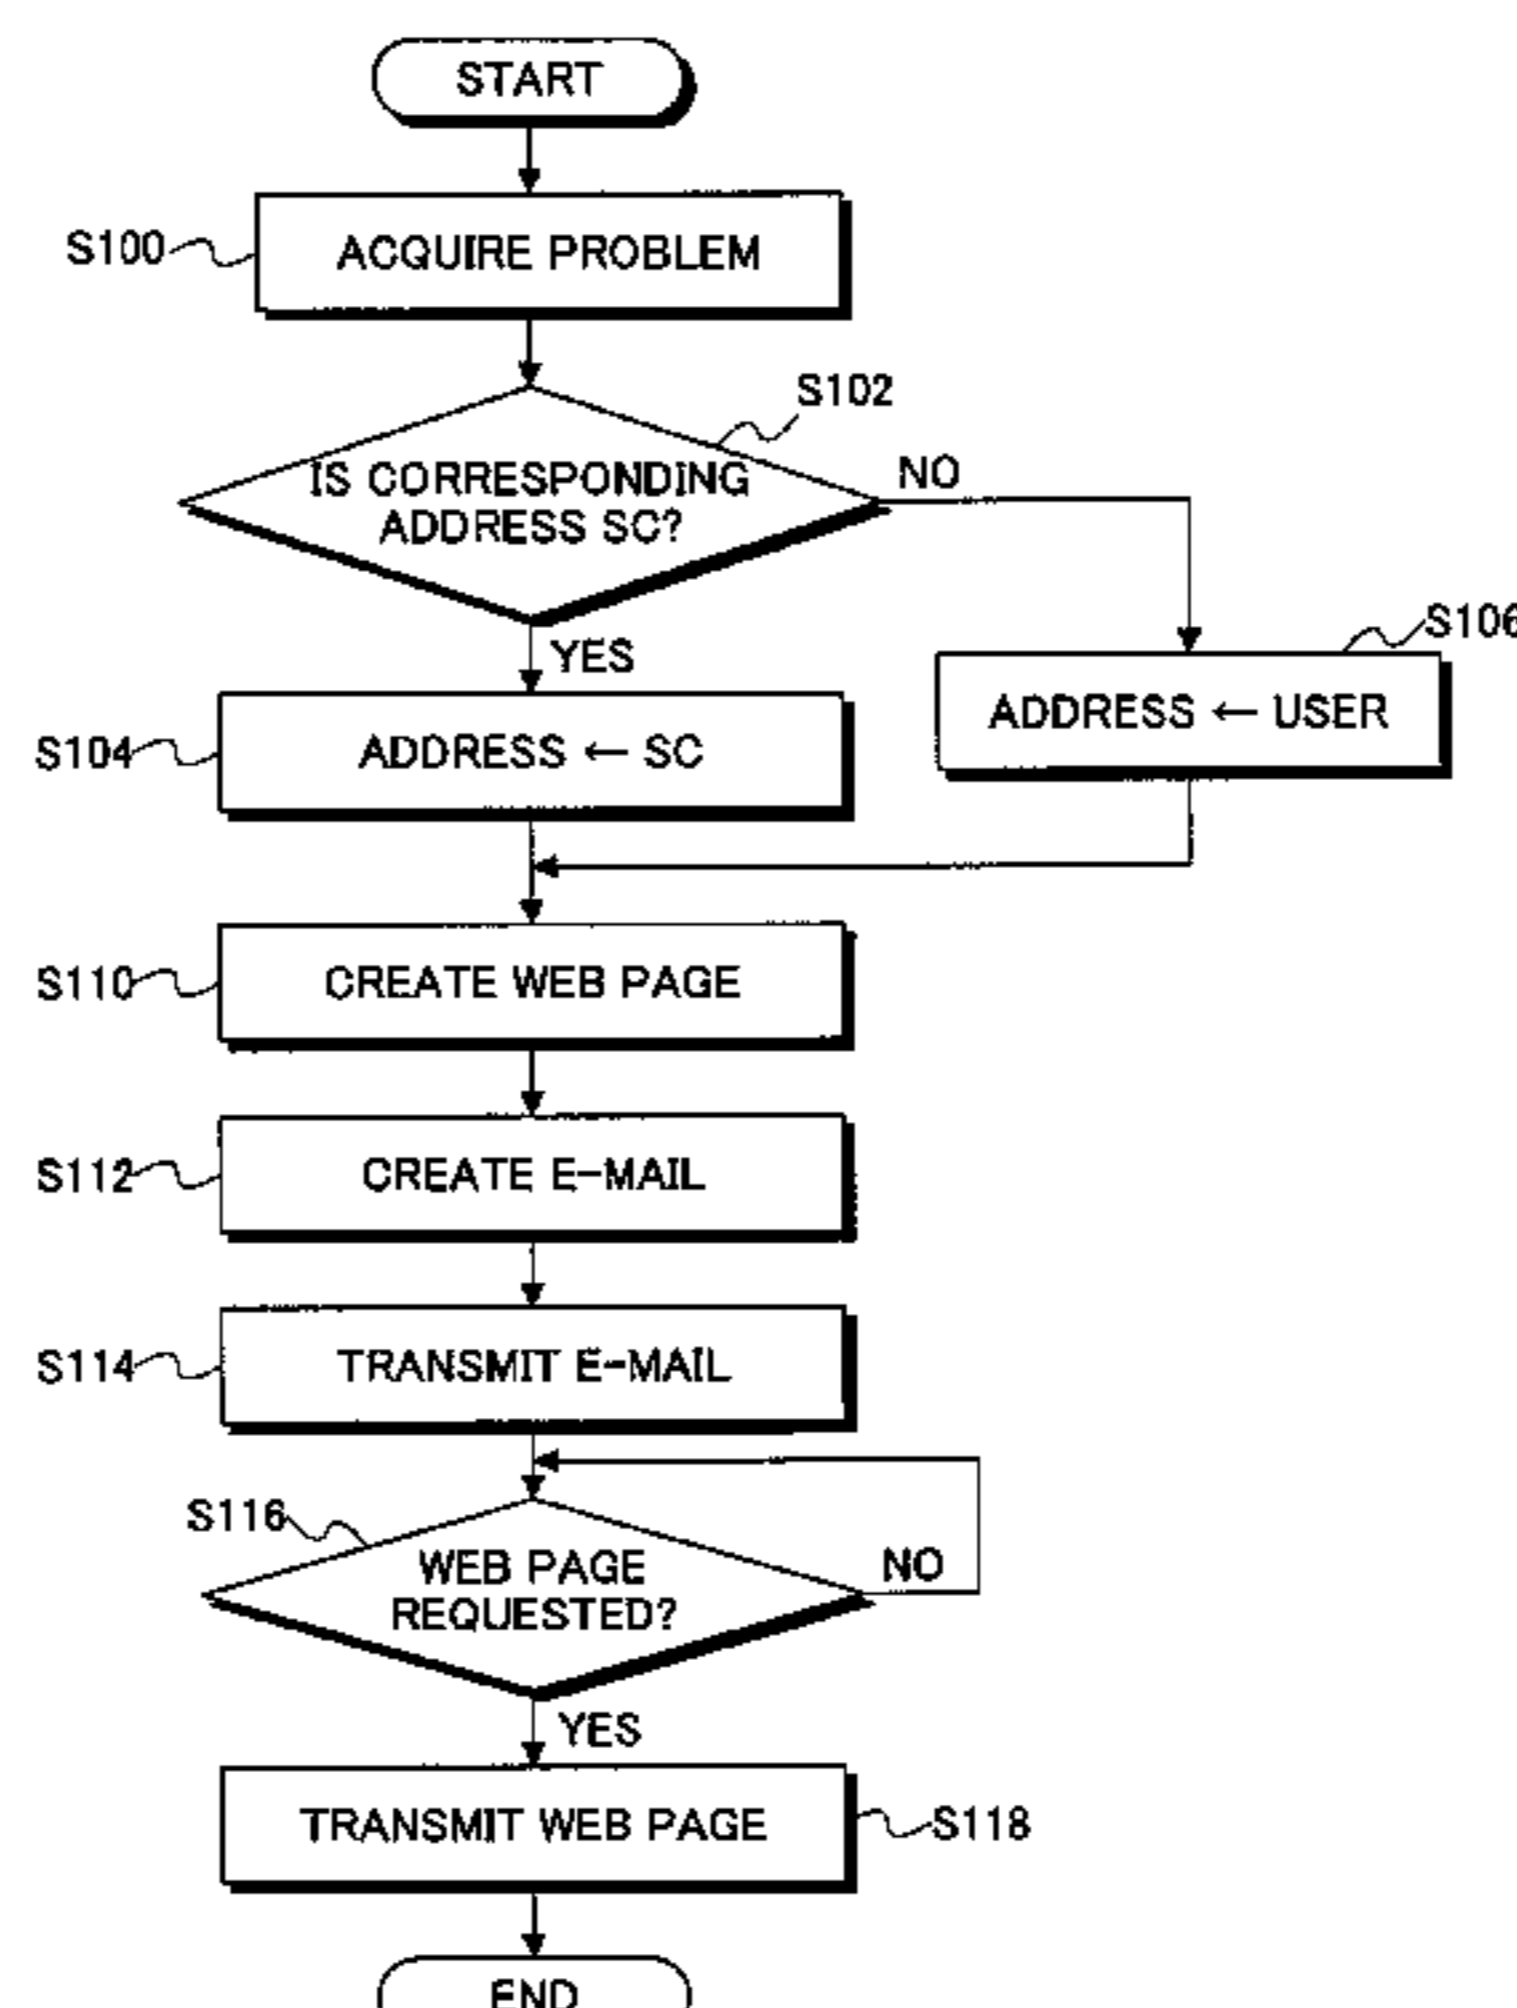 START
S100
ACQUIRE PROBLEM
S102
IS CORRESPONDING
ADDRESS SC?
NO
YES
S106
ADDRESS ← USER
S104
ADDRESS ← SC
S110
CREATE WEB PAGE
S112
CREATE E-MAIL
S114
TRANSMIT E-MAIL
S116
WEB PAGE
REQUESTED?
NO
YES
TRANSMIT WEB PAGE
S118
END